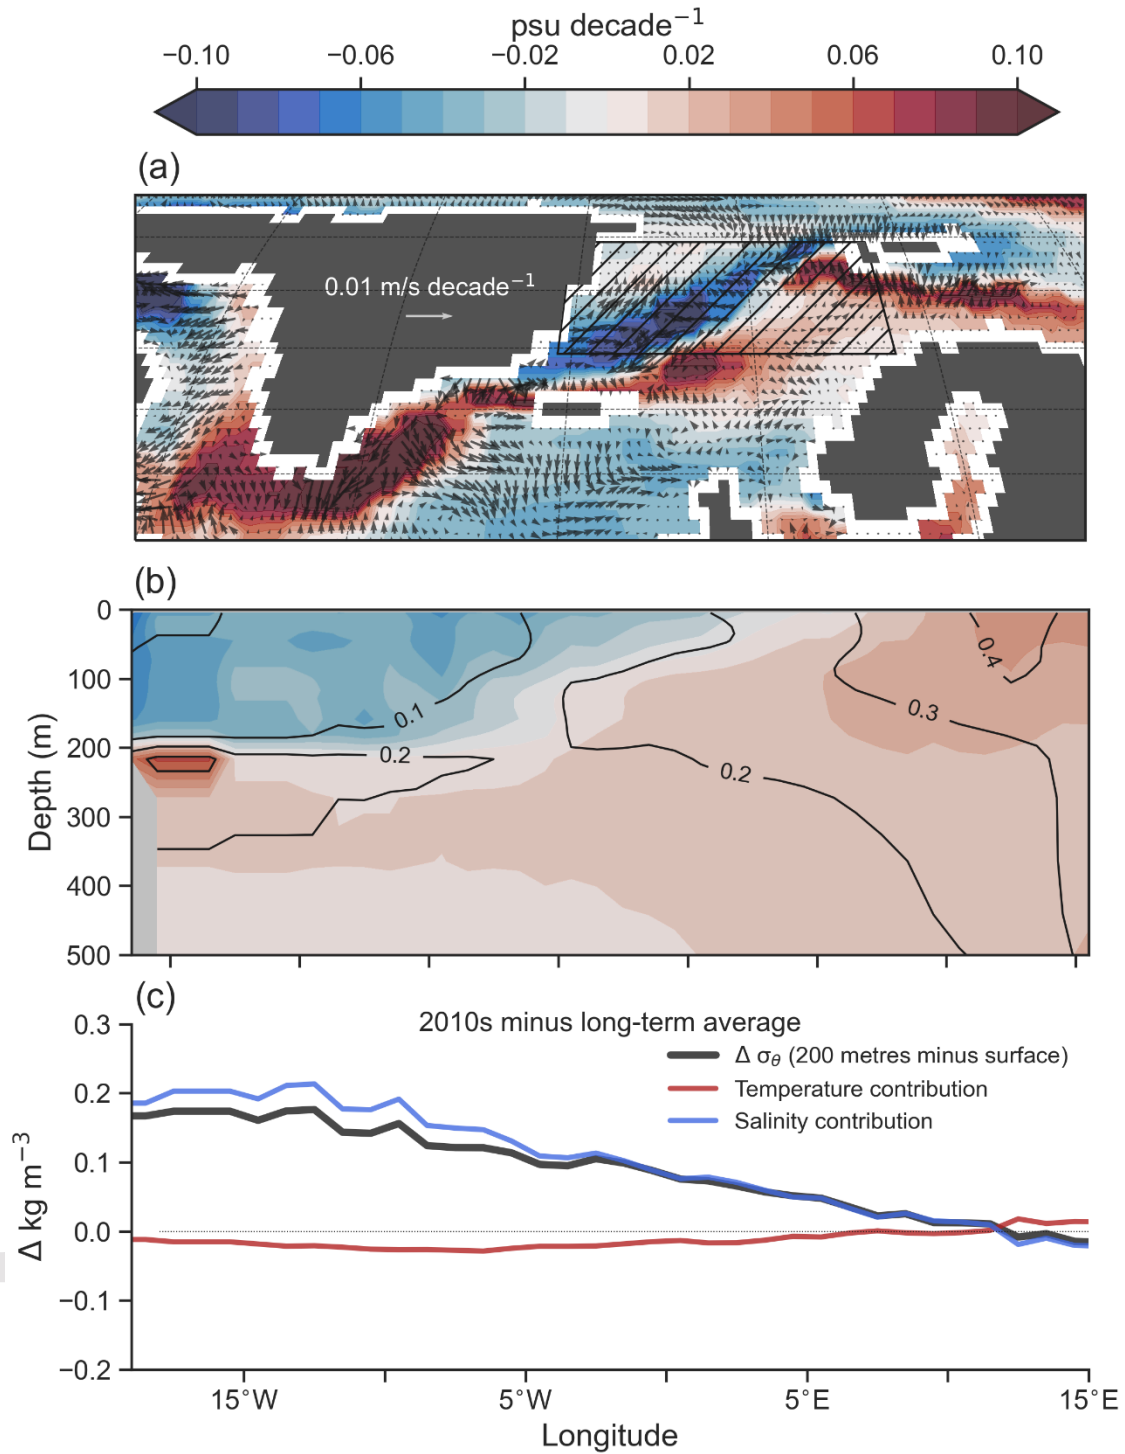 psu decade⁻¹
−0.10 −0.06 −0.02 0.02 0.06 0.10
(a)
0.01 m/s decade⁻¹
(b)
0
100
200
300
400
500
Depth (m)
0.1
0.2
0.2
0.3
0.4
(c)
2010s minus long-term average
Δ σθ (200 metres minus surface)
Temperature contribution
Salinity contribution
0.3
0.2
0.1
0.0
−0.1
−0.2
Δ kg m⁻³
15°W 5°W 5°E 15°E
Longitude